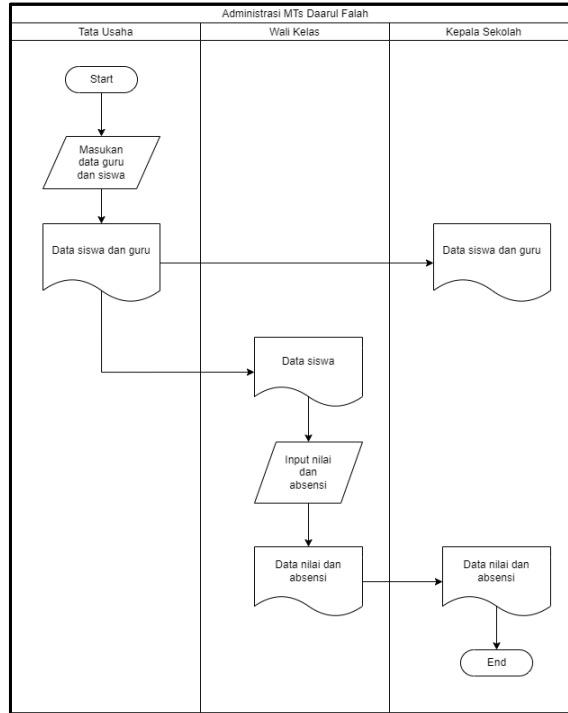 Administrasi MTs Daarul Falah
Tata Usaha
Wali Kelas
Kepala Sekolah
Start
Masukan
data guru
dan siswa
Data siswa dan guru
Data siswa dan guru
Data siswa
Input nilai
dan
absensi
Data nilai dan
absensi
Data nilai dan
absensi
End